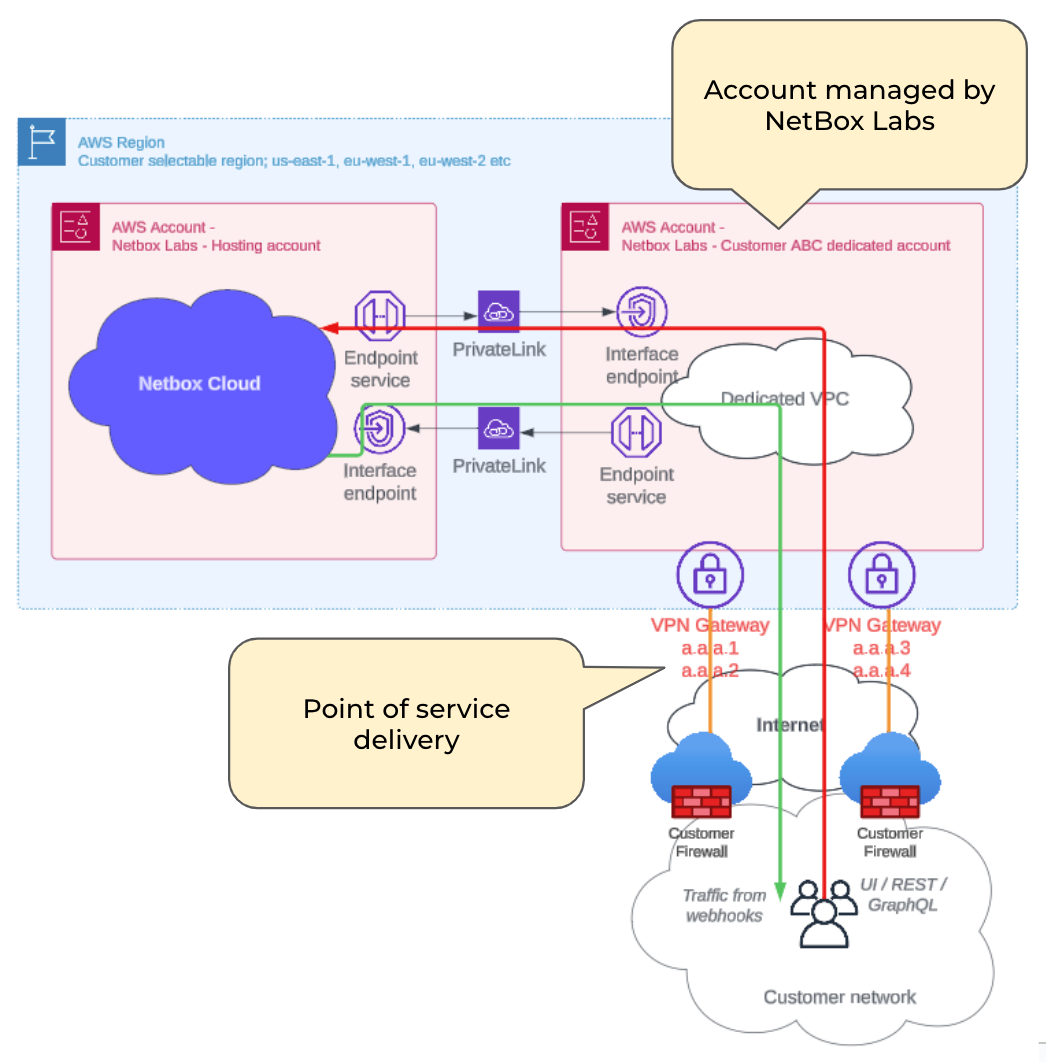 Account managed by
NetBox Labs
AWS Region
Customer selectable region; us-east-1, eu-west-1, eu-west-2 etc
AWS Account -
Netbox Labs - Hosting account
AWS Account -
Netbox Labs - Customer ABC dedicated account
Netbox Cloud
Endpoint
service
PrivateLink
Interface
endpoint
Dedicated VPC
Interface
endpoint
PrivateLink
Endpoint
service
VPN Gateway
a.a.a.1
a.a.a.2
VPN Gateway
a.a.a.3
a.a.a.4
Point of service
delivery
Internet
Customer
Firewall
Customer
Firewall
Traffic from
webhooks
UI / REST /
GraphQL
Customer network